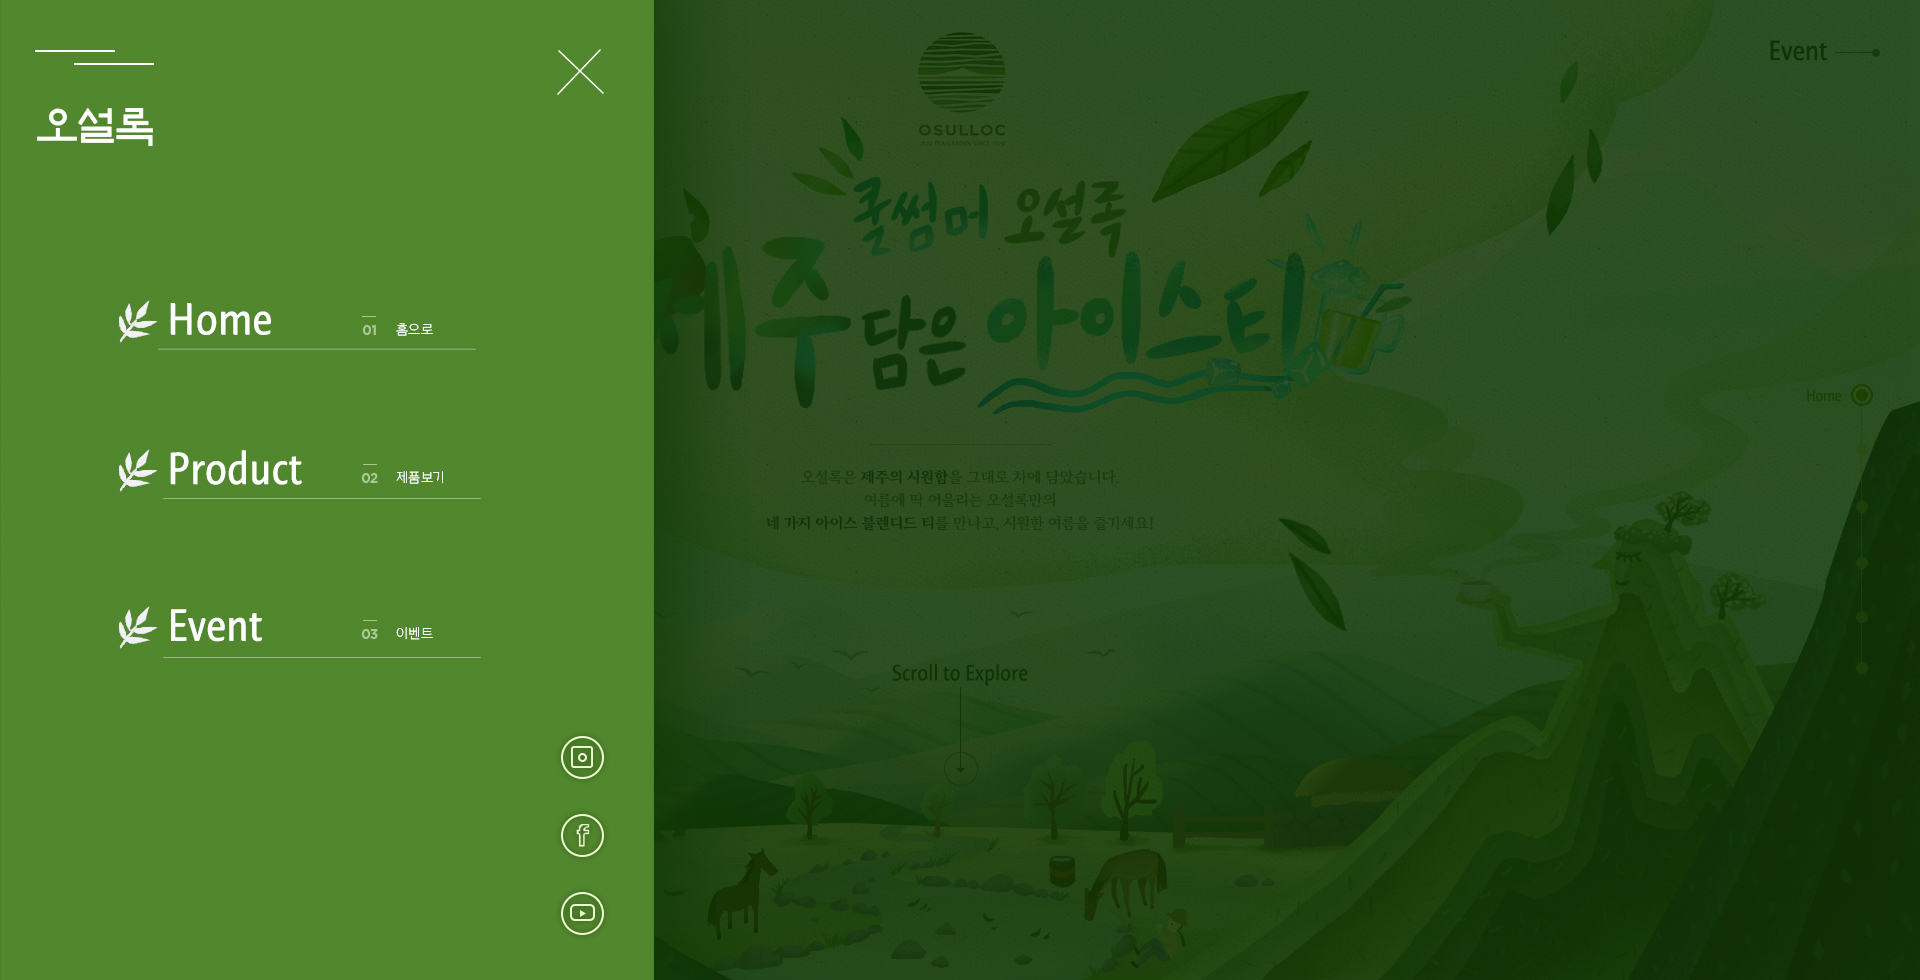 오설록
Home
01 홈으로
Product
02 제품보기
Event
03 이벤트
Event
OSULLOC
쿨썸머 오설록
제주 담은 아이스티
오설록은 제주의 시원함을 그대로 차에 담았습니다.
여름에 딱 어울리는 오설록만의
네 가지 아이스 블렌디드 티를 만나고, 시원한 여름을 즐기세요!
Home
Scroll to Explore